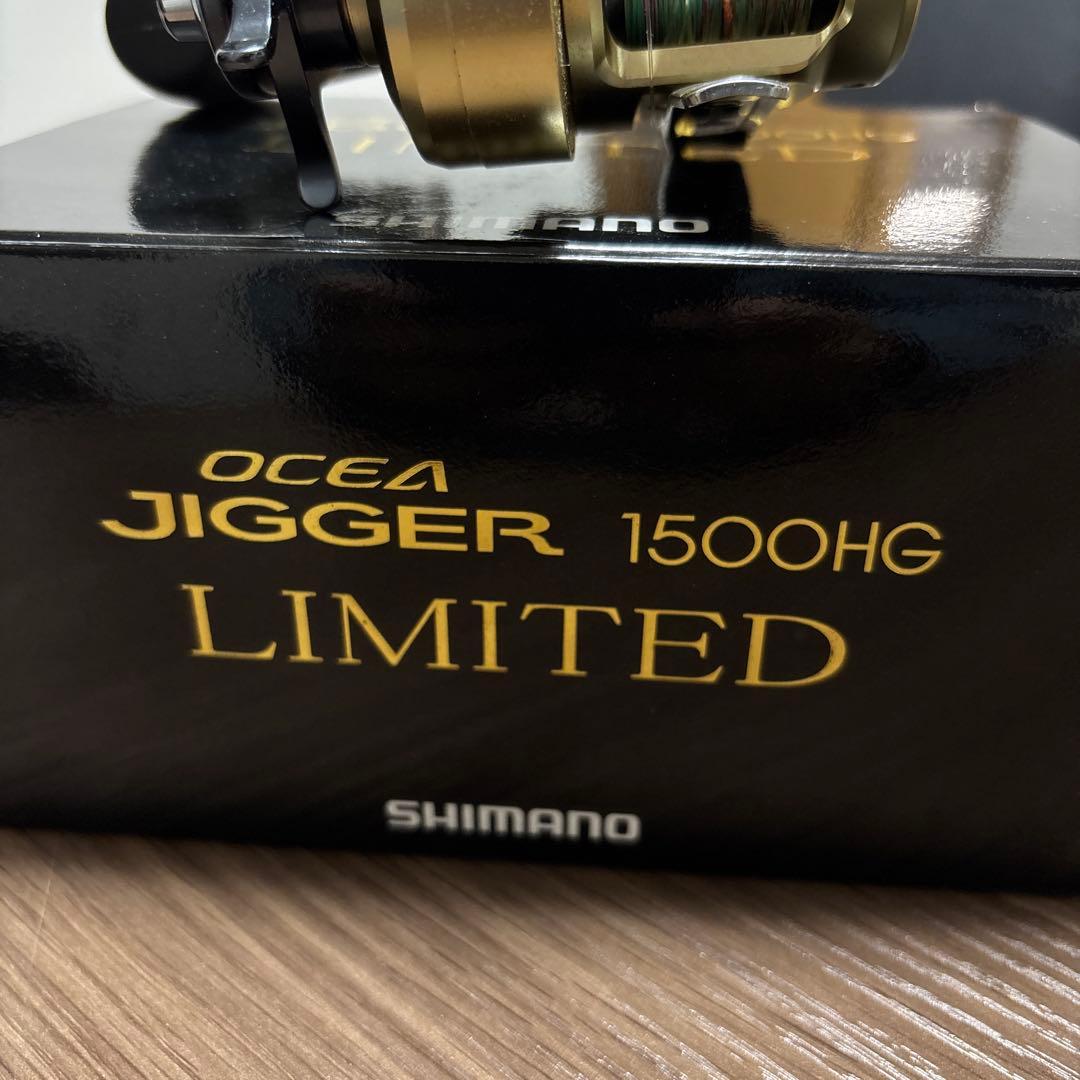 SHIMANO
OCEA
JIGGER 1500HG
LIMITED
SHIMANO